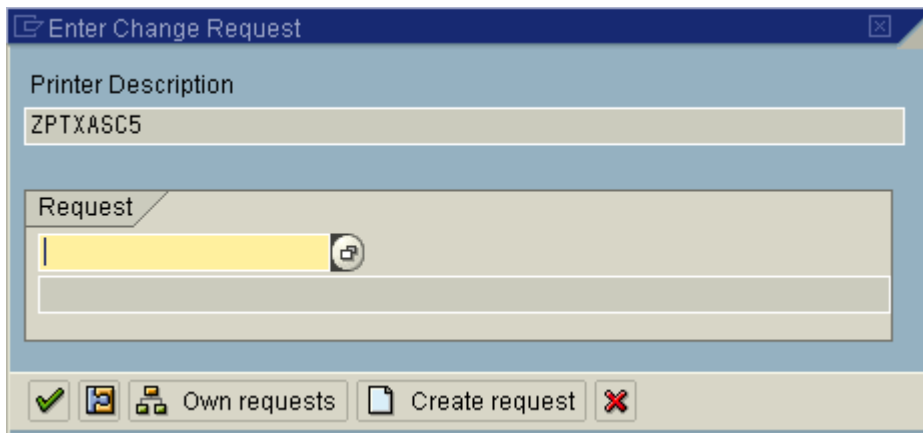 Enter Change Request
Printer Description
ZPTXASC5
Request
Own requests Create request